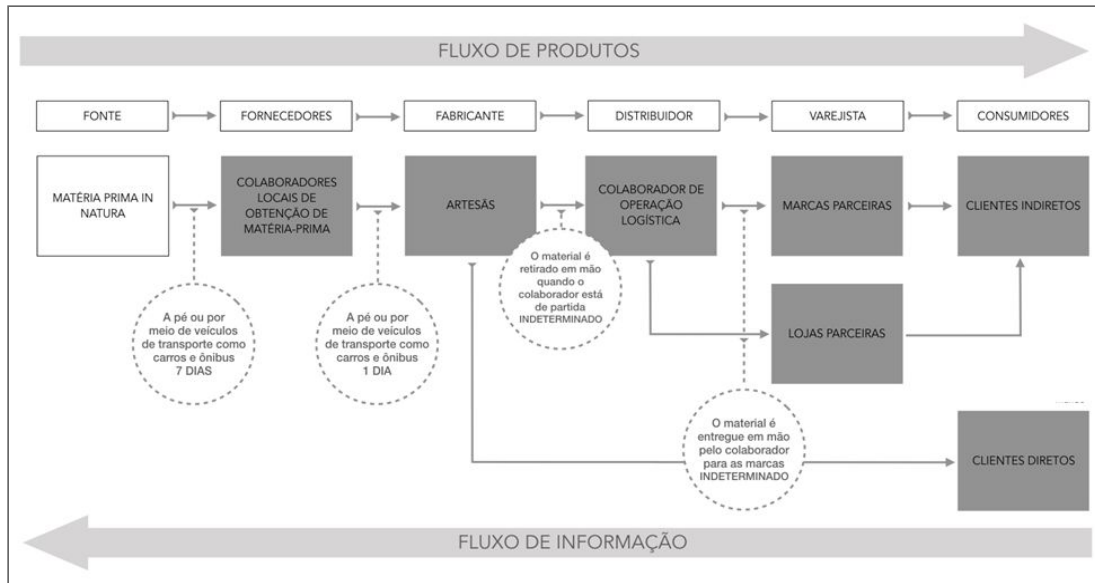 FLUXO DE PRODUTOS
FONTE
FORNECEDORES
FABRICANTE
DISTRIBUIDOR
VAREJISTA
CONSUMIDORES
MATÉRIA PRIMA IN
NATURA
COLABORADORES
LOCAIS DE
OBTENÇÃO DE
MATÉRIA-PRIMA
ARTESÃS
COLABORADOR DE
OPERAÇÃO
LOGÍSTICA
MARCAS PARCEIRAS
CLIENTES INDIRETOS
A pé ou por
meio de veículos
de transporte como
carros e ônibus
7 DIAS
A pé ou por
meio de veículos
de transporte como
carros e ônibus
1 DIA
O material é
retirado em mão
quando o
colaborador está
de partida
INDETERMINADO
LOJAS PARCEIRAS
O material é
entregue em mão
pelo colaborador
para as marcas
INDETERMINADO
CLIENTES DIRETOS
FLUXO DE INFORMAÇÃO